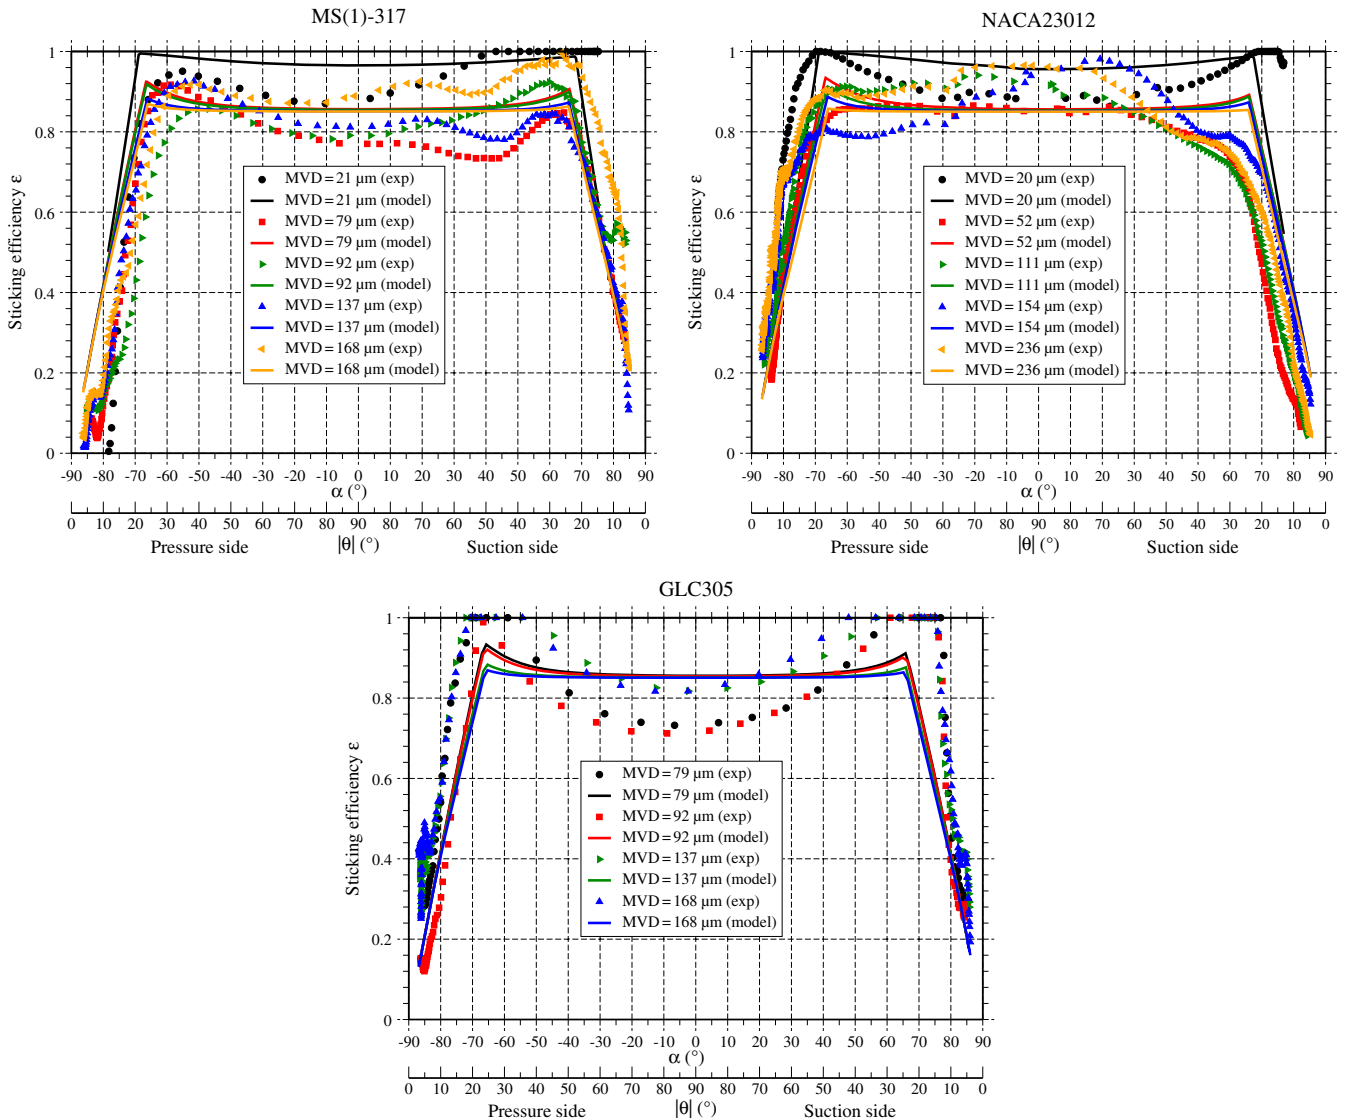 MS(1)-317
1
0.8
0.6
0.4
0.2
0
Sticking efficiency ε
MVD = 21 µm (exp)
MVD = 21 µm (model)
MVD = 79 µm (exp)
MVD = 79 µm (model)
MVD = 92 µm (exp)
MVD = 92 µm (model)
MVD = 137 µm (exp)
MVD = 137 µm (model)
MVD = 168 µm (exp)
MVD = 168 µm (model)
-90 -80 -70 -60 -50 -40 -30 -20 -10 0 10 20 30 40 50 60 70 80 90
α (°)
0 10 20 30 40 50 60 70 80 90 80 70 60 50 40 30 20 10 0
Pressure side |θ| (°) Suction side
NACA23012
1
0.8
0.6
0.4
0.2
0
Sticking efficiency ε
MVD = 20 µm (exp)
MVD = 20 µm (model)
MVD = 52 µm (exp)
MVD = 52 µm (model)
MVD = 111 µm (exp)
MVD = 111 µm (model)
MVD = 154 µm (exp)
MVD = 154 µm (model)
MVD = 236 µm (exp)
MVD = 236 µm (model)
-90 -80 -70 -60 -50 -40 -30 -20 -10 0 10 20 30 40 50 60 70 80 90
α (°)
0 10 20 30 40 50 60 70 80 90 80 70 60 50 40 30 20 10 0
Pressure side |θ| (°) Suction side
GLC305
1
0.8
0.6
0.4
0.2
0
Sticking efficiency ε
MVD = 79 µm (exp)
MVD = 79 µm (model)
MVD = 92 µm (exp)
MVD = 92 µm (model)
MVD = 137 µm (exp)
MVD = 137 µm (model)
MVD = 168 µm (exp)
MVD = 168 µm (model)
-90 -80 -70 -60 -50 -40 -30 -20 -10 0 10 20 30 40 50 60 70 80 90
α (°)
0 10 20 30 40 50 60 70 80 90 80 70 60 50 40 30 20 10 0
Pressure side |θ| (°) Suction side